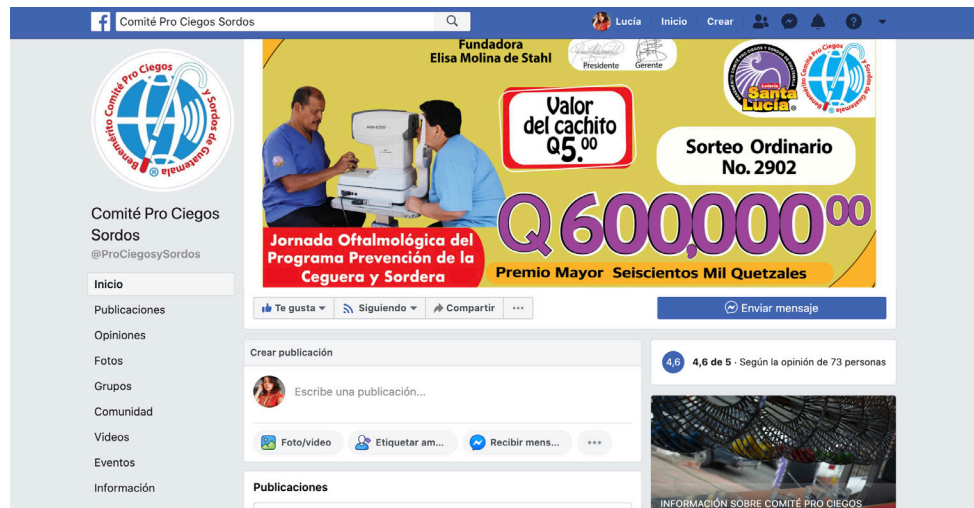 Comité Pro Ciegos Sordos
Lucía
Inicio
Crear
Benemérito Comité Pro Ciegos y Sordos de Guatemala
Comité Pro Ciegos
Sordos
@ProCiegosySordos
Inicio
Publicaciones
Opiniones
Fotos
Grupos
Comunidad
Videos
Eventos
Información
Fundadora
Elisa Molina de Stahl
Presidente
Gerente
Lotería
Santa
Lucía
Valor
del cachito
Q5.00
Sorteo Ordinario
No. 2902
Q600,000.00
Premio Mayor Seiscientos Mil Quetzales
Jornada Oftalmológica del
Programa Prevención de la
Ceguera y Sordera
Te gusta
Siguiendo
Compartir
Enviar mensaje
Crear publicación
Escribe una publicación...
Foto/video
Etiquetar am...
Recibir mens...
Publicaciones
4,6
4,6 de 5 · Según la opinión de 73 personas
INFORMACIÓN SOBRE COMITÉ PRO CIEGOS